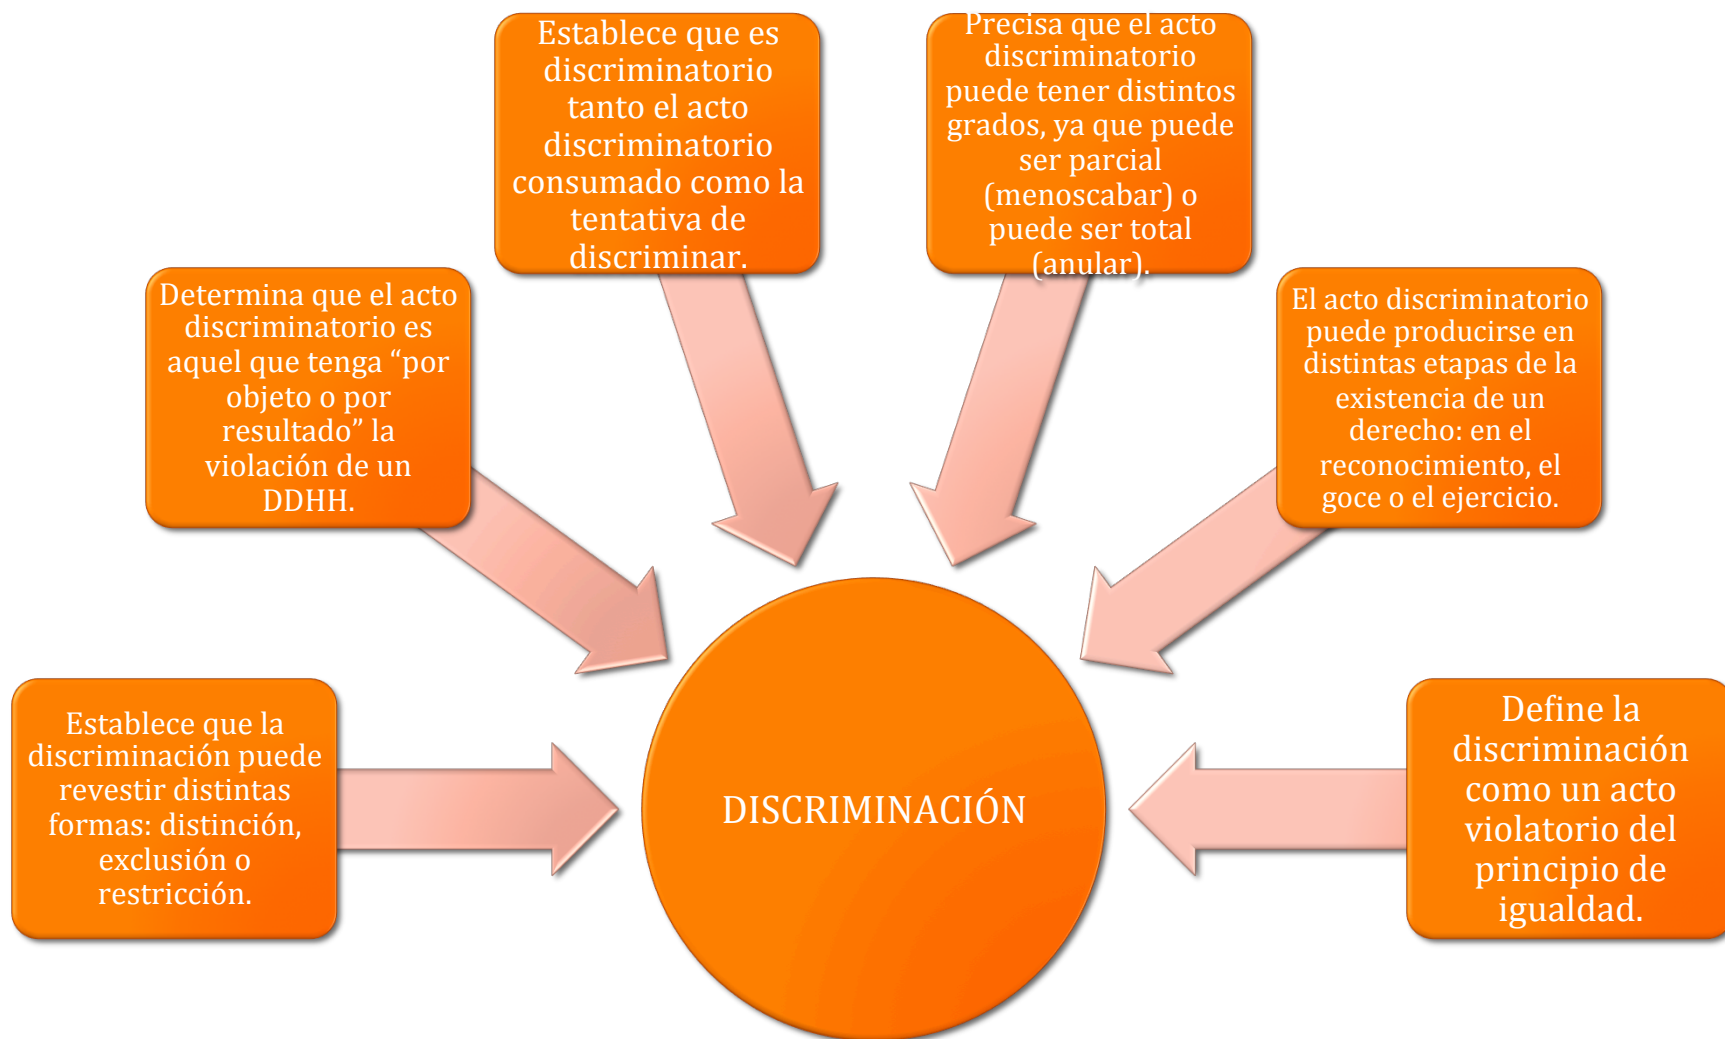 Establece que es
discriminatorio
tanto el acto
discriminatorio
consumado como la
tentativa de
discriminar.
Precisa que el acto
discriminatorio
puede tener distintos
grados, ya que puede
ser parcial
(menoscabar) o
puede ser total
(anular).
Determina que el acto
discriminatorio es
aquel que tenga “por
objeto o por
resultado” la
violación de un
DDHH.
El acto discriminatorio
puede producirse en
distintas etapas de la
existencia de un
derecho: en el
reconocimiento, el
goce o el ejercicio.
Establece que la
discriminación puede
revestir distintas
formas: distinción,
exclusión o
restricción.
DISCRIMINACIÓN
Define la
discriminación
como un acto
violatorio del
principio de
igualdad.